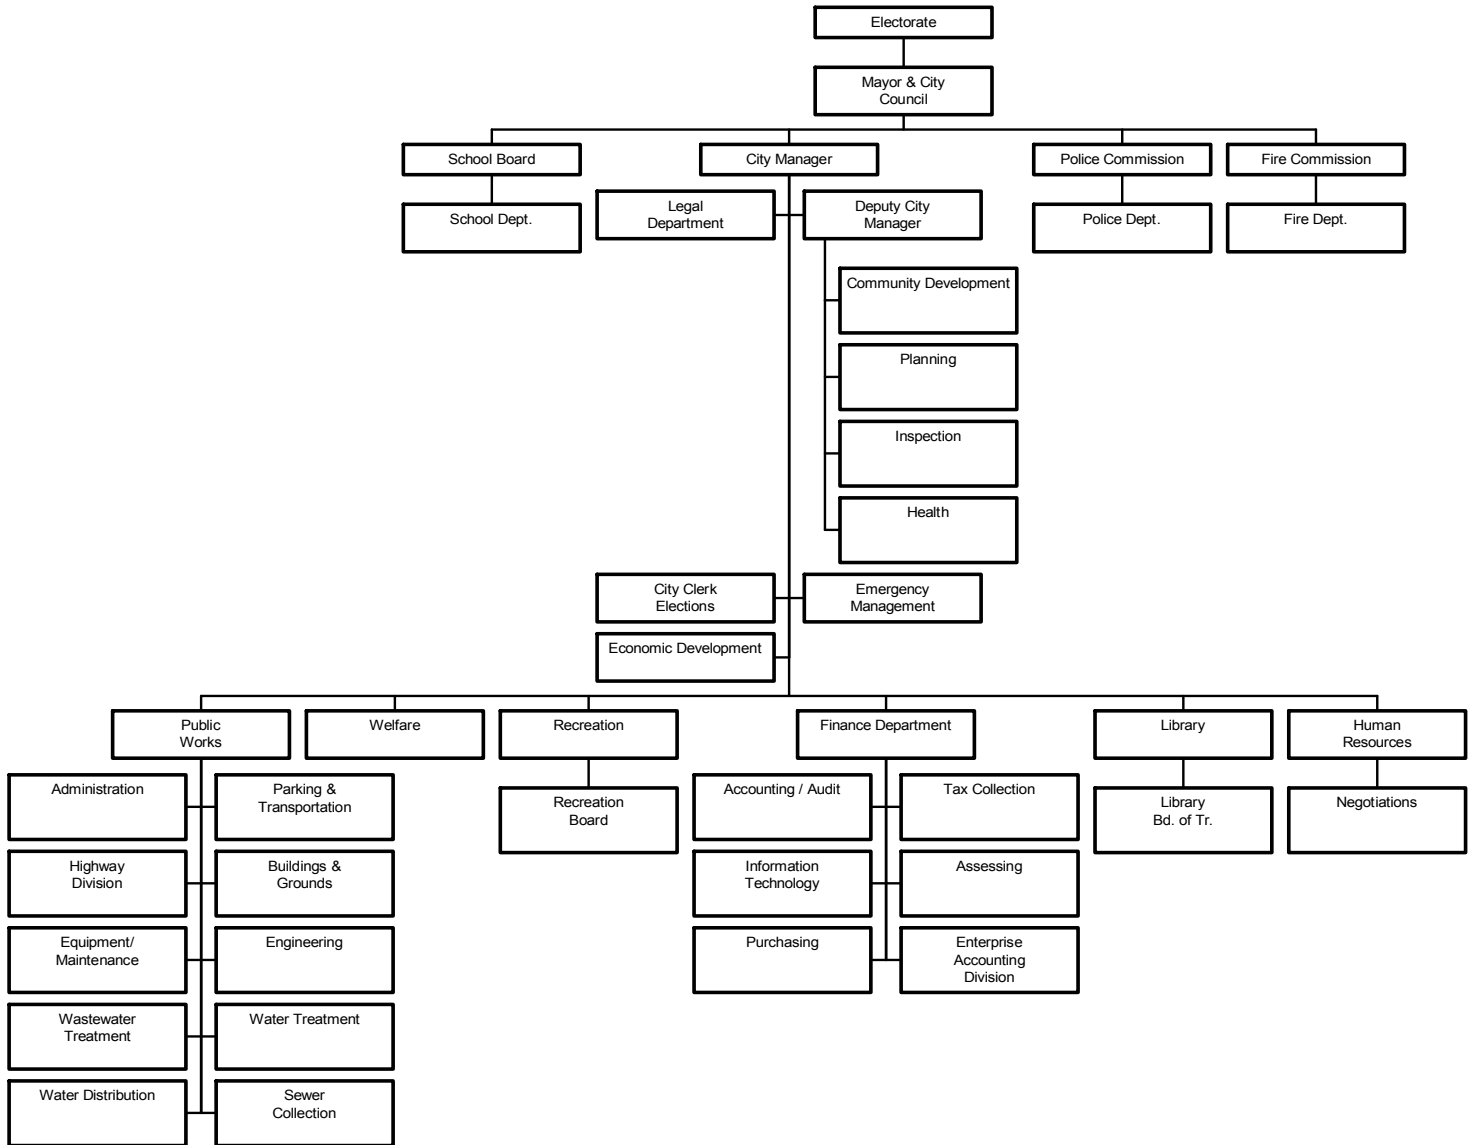 Electorate
Mayor & City
Council
School Board
City Manager
Police Commission
Fire Commission
School Dept.
Legal
Department
Deputy City
Manager
Police Dept.
Fire Dept.
Community Development
Planning
Inspection
Health
City Clerk
Elections
Emergency
Management
Economic Development
Public
Works
Welfare
Recreation
Finance Department
Library
Human
Resources
Administration
Parking &
Transportation
Recreation
Board
Accounting / Audit
Tax Collection
Library
Bd. of Tr.
Negotiations
Highway
Division
Buildings &
Grounds
Information
Technology
Assessing
Equipment/
Maintenance
Engineering
Purchasing
Enterprise
Accounting
Division
Wastewater
Treatment
Water Treatment
Water Distribution
Sewer
Collection